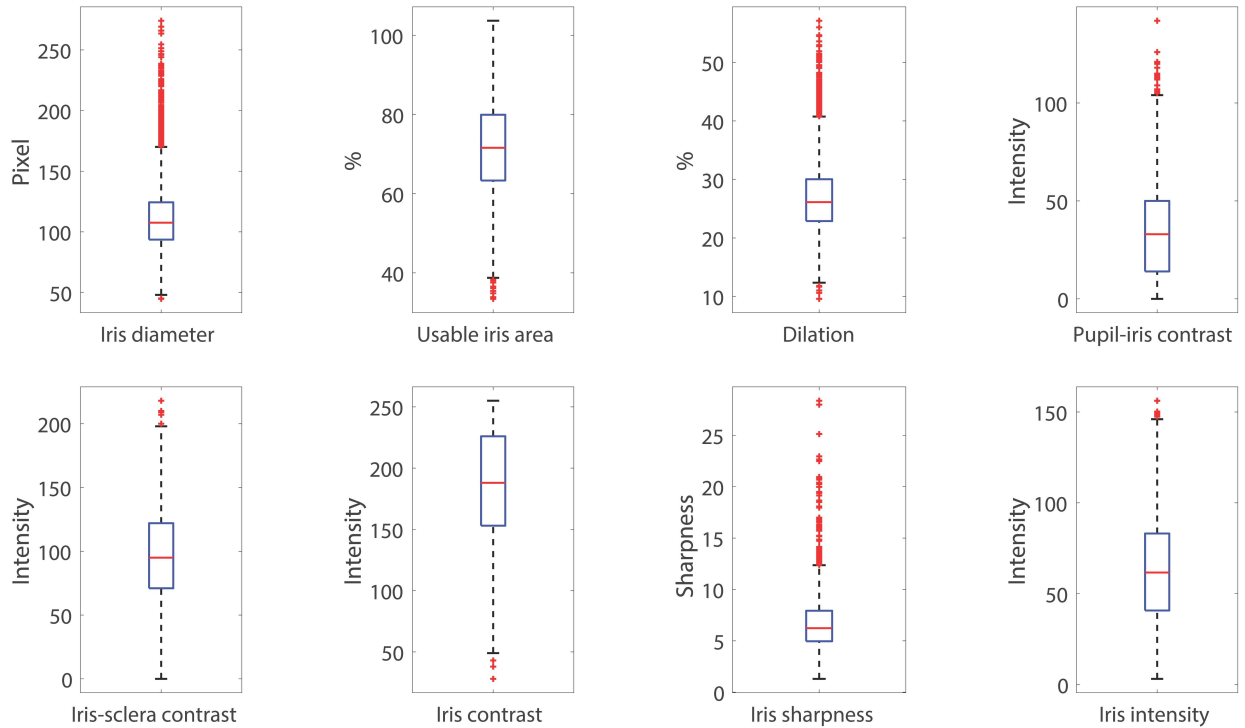 Pixel
250
200
150
100
50
Iris diameter
%
100
80
60
40
Usable iris area
%
50
40
30
20
10
Dilation
Intensity
100
50
0
Pupil-iris contrast
Intensity
200
150
100
50
0
Iris-sclera contrast
Intensity
250
200
150
100
50
Iris contrast
Sharpness
25
20
15
10
5
0
Iris sharpness
Intensity
150
100
50
0
Iris intensity